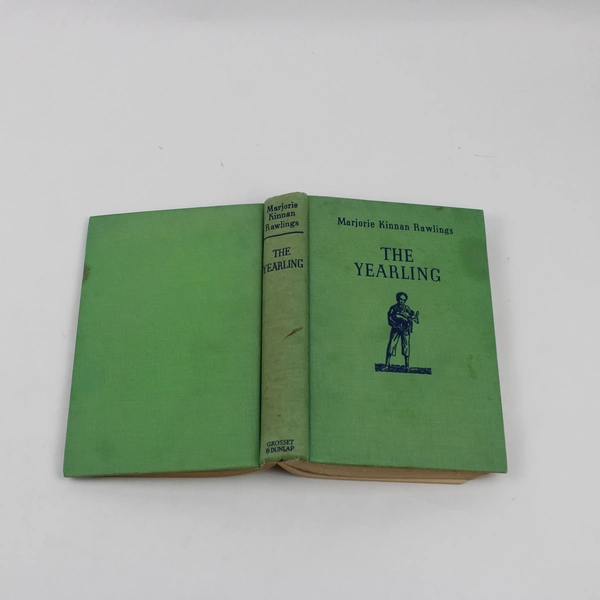 Marjorie
Kinnan
Rawlings
THE
YEARLING
GROSSET
& DUNLAP
Marjorie Kinnan Rawlings
THE
YEARLING